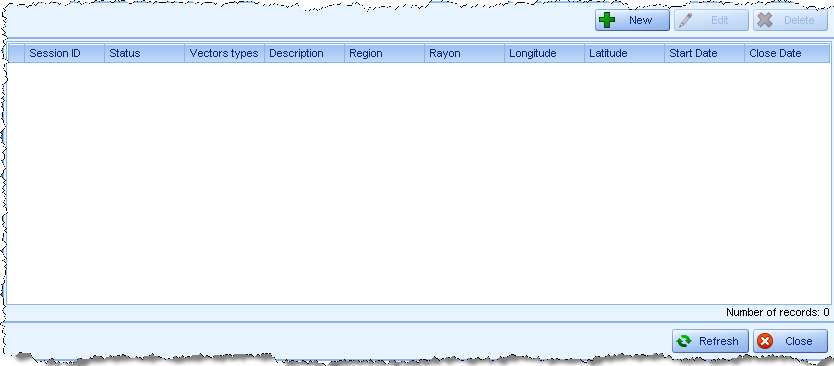 New Edit Delete
Session ID Status Vectors types Description Region Rayon Longitude Latitude Start Date Close Date
Number of records: 0
Refresh Close